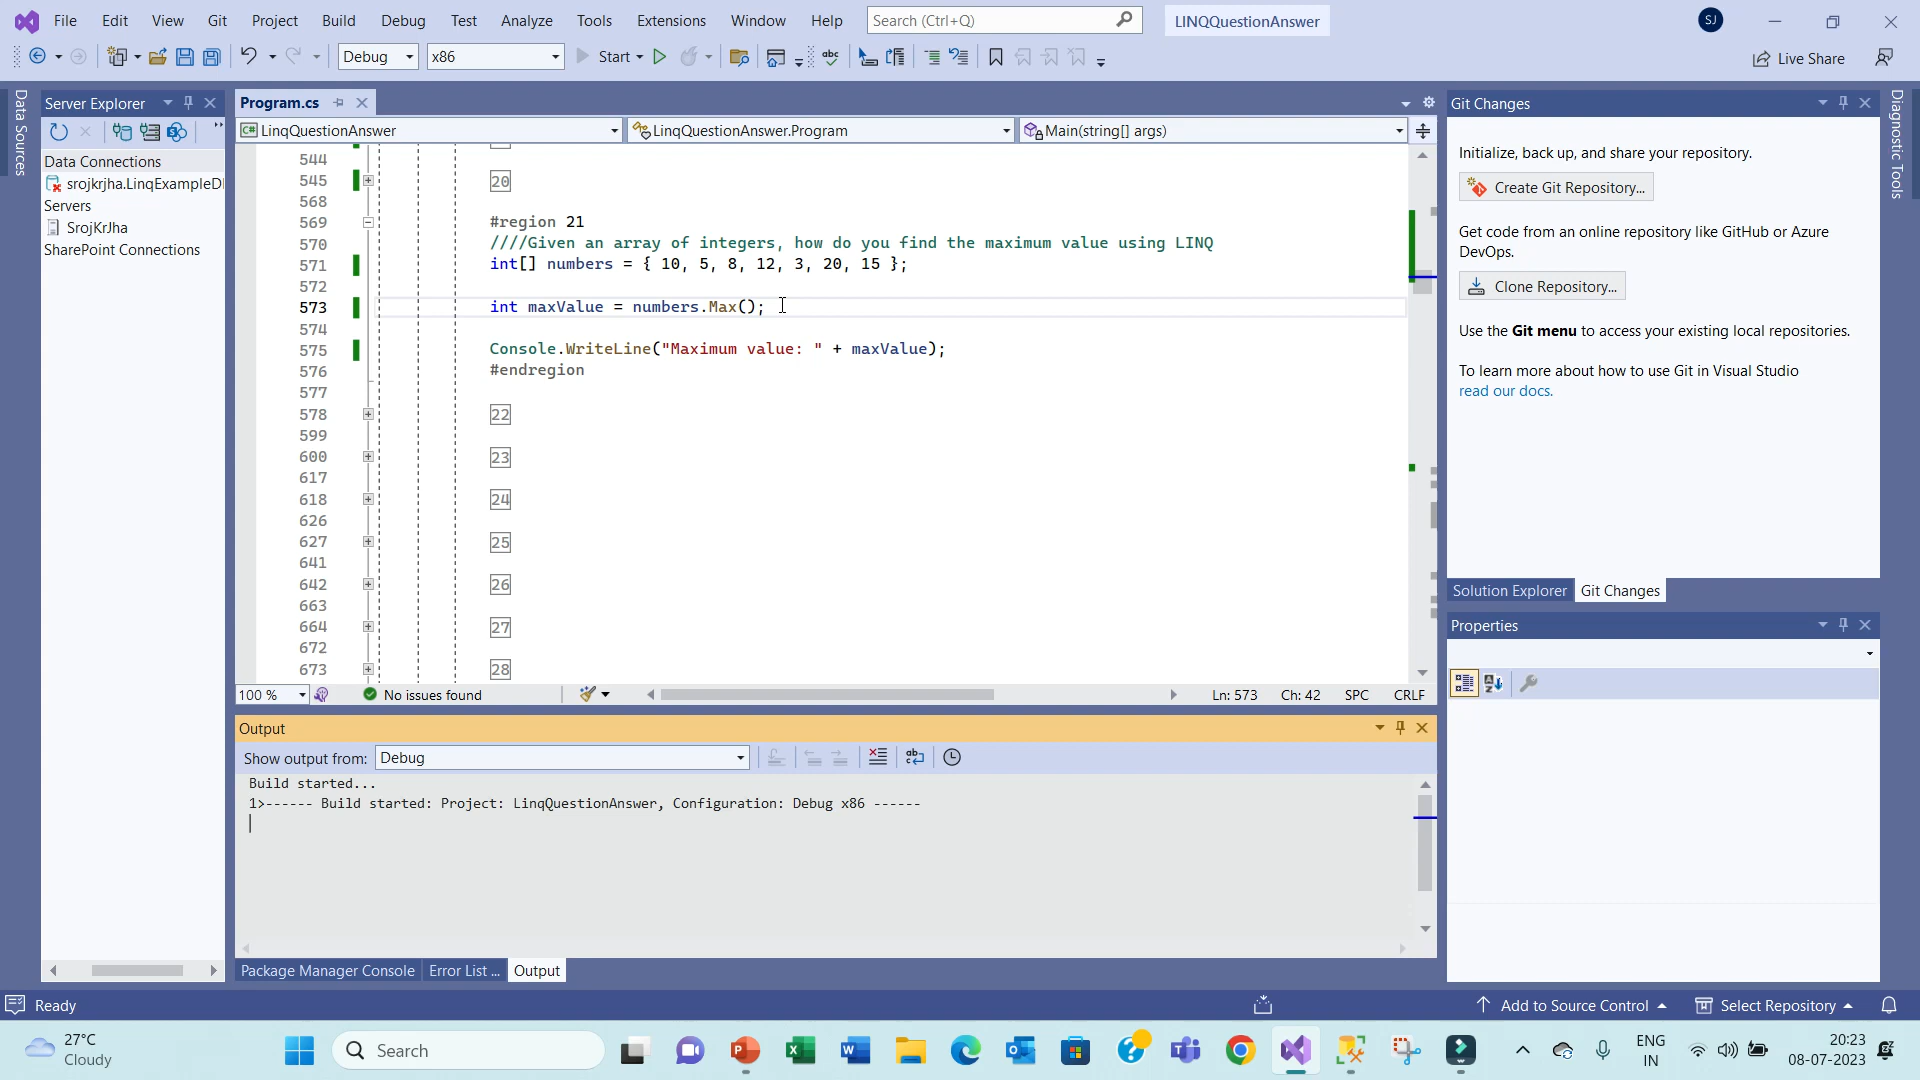 File Edit View Git Project Build Debug Test Analyze Tools Extensions Window Help Search (Ctrl+Q) LINQQuestionAnswer SJ
Debug x86 Start Live Share
Data Sources
Server Explorer
Data Connections
srojkrjha.LinqExampleD
Servers
SrojKrJha
SharePoint Connections
Program.cs
LinqQuestionAnswer LinqQuestionAnswer.Program Main(string[] args)
544
545 20
568
569 #region 21
570 ////Given an array of integers, how do you find the maximum value using LINQ
571 int[] numbers = { 10, 5, 8, 12, 3, 20, 15 };
572
573 int maxValue = numbers.Max();
574
575 Console.WriteLine("Maximum value: " + maxValue);
576 #endregion
577
578 22
599
600 23
617
618 24
626
627 25
641
642 26
663
664 27
672
673 28
100 % No issues found Ln: 573 Ch: 42 SPC CRLF
Output
Show output from: Debug
Build started...
1>------ Build started: Project: LinqQuestionAnswer, Configuration: Debug x86 ------
Package Manager Console Error List ... Output
Git Changes
Initialize, back up, and share your repository.
Create Git Repository...
Get code from an online repository like GitHub or Azure
DevOps.
Clone Repository...
Use the Git menu to access your existing local repositories.
To learn more about how to use Git in Visual Studio
read our docs.
Solution Explorer Git Changes
Properties
Diagnostic Tools
Ready Add to Source Control Select Repository
27°C
Cloudy
Search
ENG
IN
20:23
08-07-2023